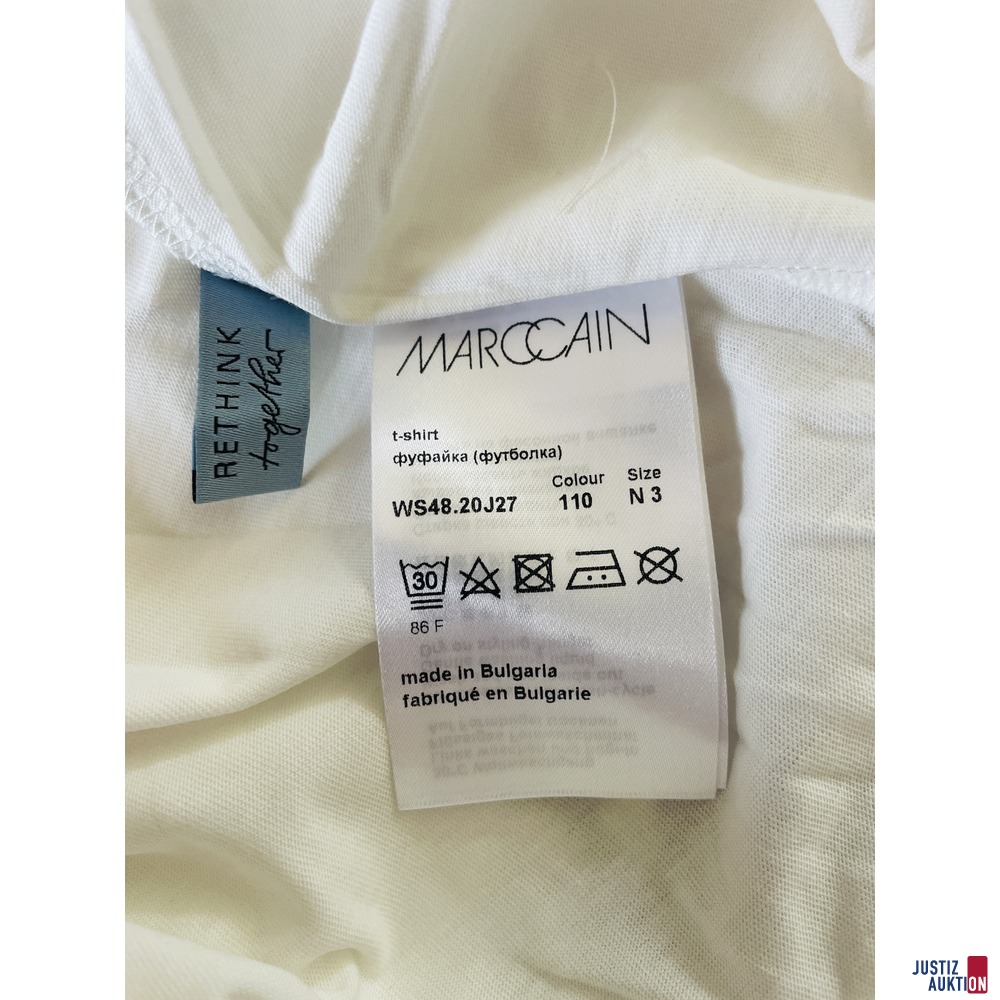 RETHINK
together
MARCCAIN
t-shirt
фуфайка (футболка)
Colour Size
WS48.20J27 110 N 3
30
86 F
made in Bulgaria
fabriqué en Bulgarie
JUSTIZ
AUKTION